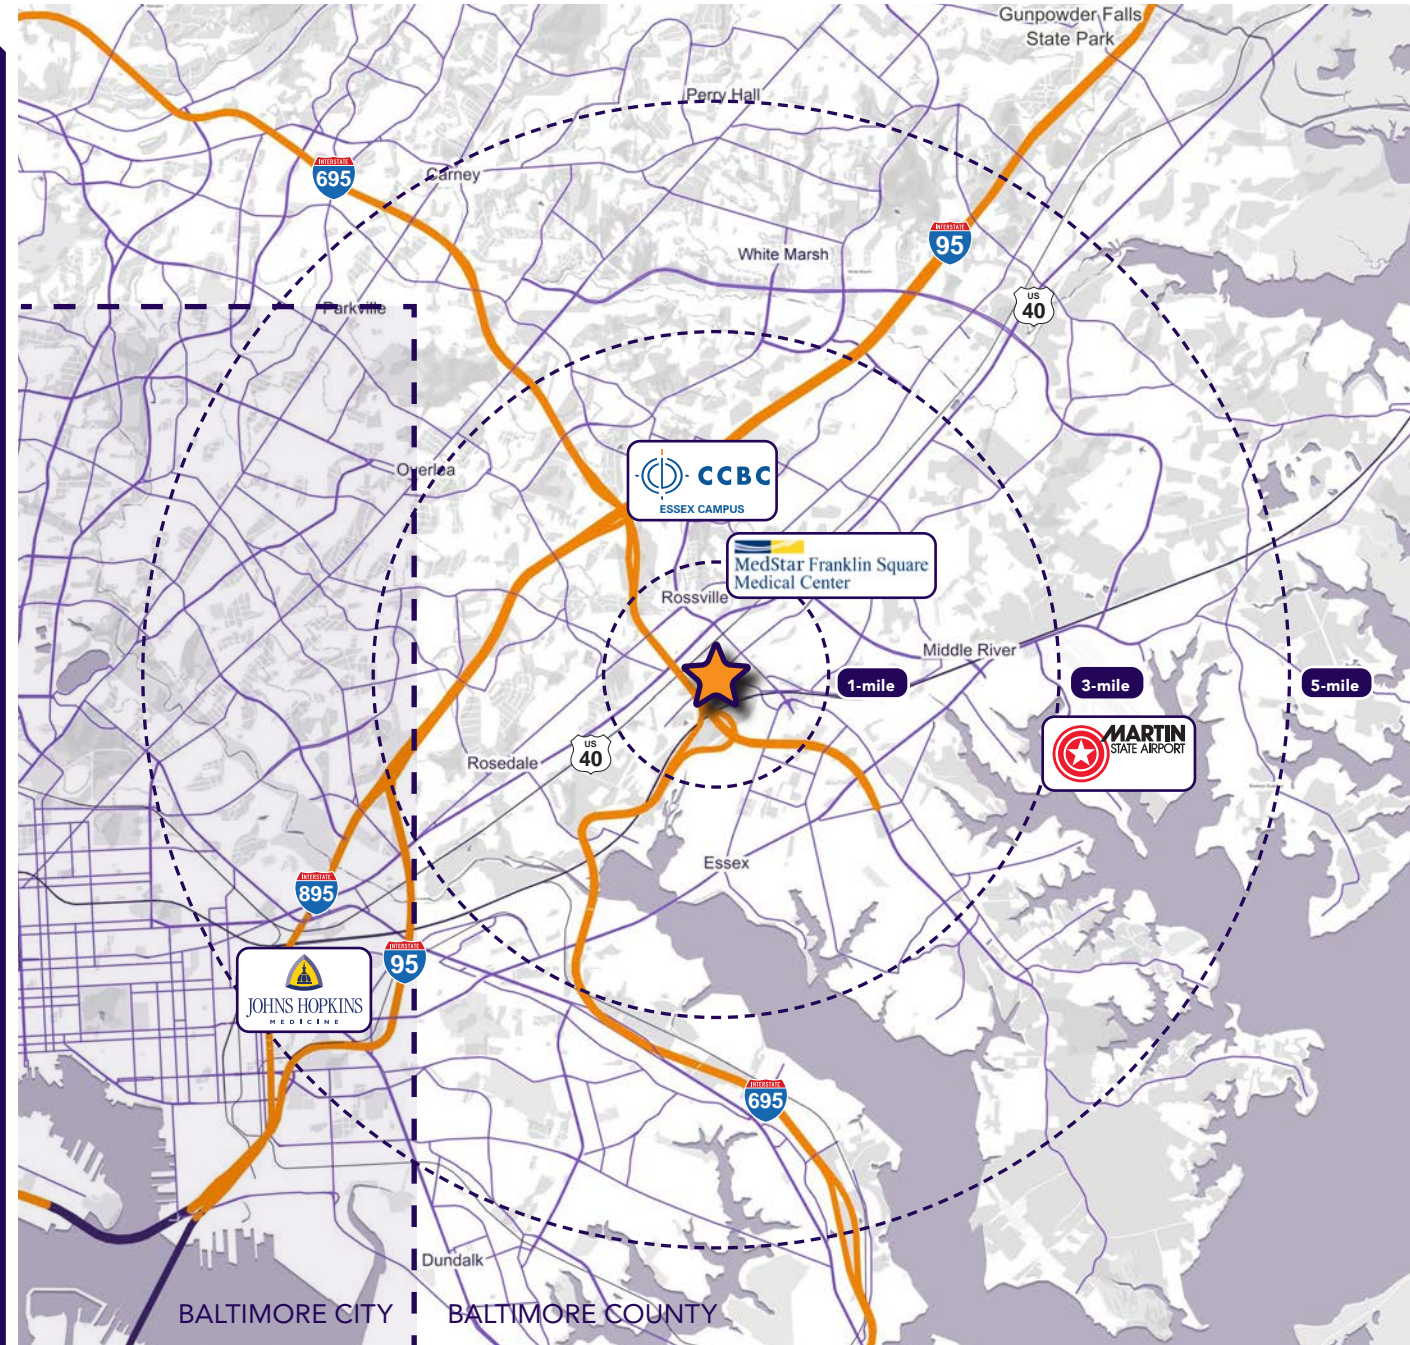 Gunpowder Falls
State Park
Perry Hall
INTERSTATE
695
Carney
INTERSTATE
95
White Marsh
US
40
Parkville
Overlea
CCBC
ESSEX CAMPUS
MedStar Franklin Square
Medical Center
Rossville
Middle River
1-mile
3-mile
5-mile
MARTIN
STATE AIRPORT
US
40
Rosedale
Essex
INTERSTATE
895
INTERSTATE
95
JOHNS HOPKINS
MEDICINE
INTERSTATE
695
Dundalk
BALTIMORE CITY
BALTIMORE COUNTY